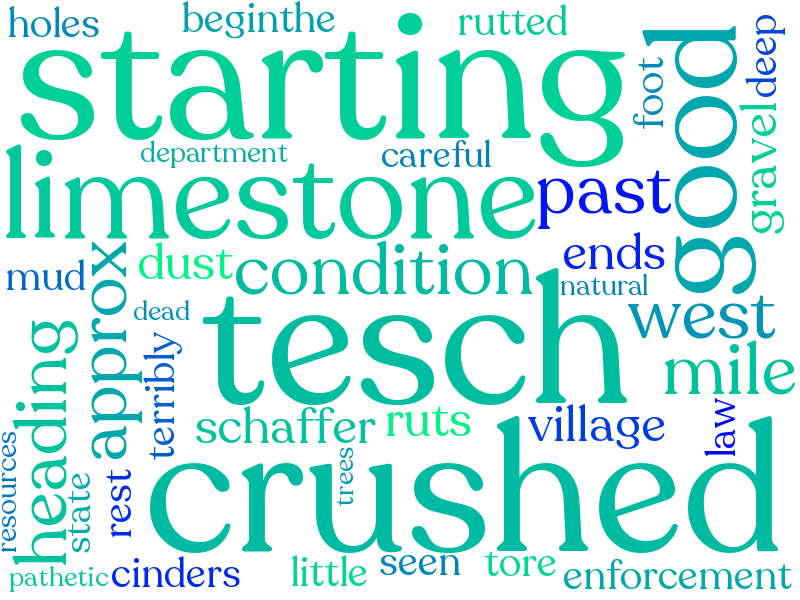 holes
beginthe
rutted
starting
foot
good
deep
gravel
department
careful
limestone
past
mud
approx
dust
condition
ends
natural
dead
terribly
tesch
west
mile
heading
schaffer
ruts
village
law
resources
state
rest
crushed
trees
pathetic
cinders
little
seen
tore
enforcement